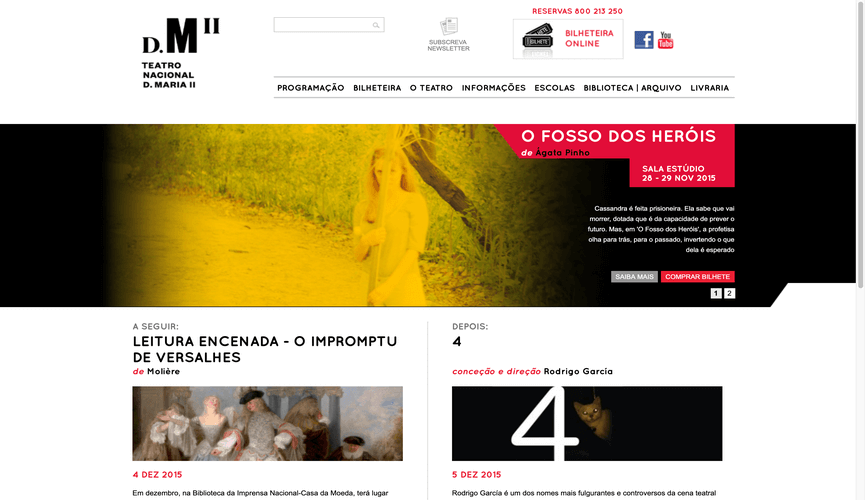 RESERVAS 800 213 250
D.M II
TEATRO
NACIONAL
D. MARIA II
SUBSCREVA
NEWSLETTER
BILHETE
BILHETEIRA
ONLINE
You
Tube
PROGRAMAÇÃO BILHETEIRA O TEATRO INFORMAÇÕES ESCOLAS BIBLIOTECA | ARQUIVO LIVRARIA
O FOSSO DOS HERÓIS
de Ágata Pinho
SALA ESTÚDIO
28 - 29 NOV 2015
Cassandra é feita prisioneira. Ela sabe que vai
morrer, dotada que é da capacidade de prever o
futuro. Mas, em 'O Fosso dos Heróis', a profetisa
olha para trás, para o passado, invertendo o que
dela é esperado
SAIBA MAIS COMPRAR BILHETE
1 2
A SEGUIR:
LEITURA ENCENADA - O IMPROMPTU
DE VERSALHES
de Molière
4 DEZ 2015
Em dezembro, na Biblioteca da Imprensa Nacional-Casa da Moeda, terá lugar
DEPOIS:
4
conceção e direção Rodrigo García
4
5 DEZ 2015
Rodrigo García é um dos nomes mais fulgurantes e controversos da cena teatral